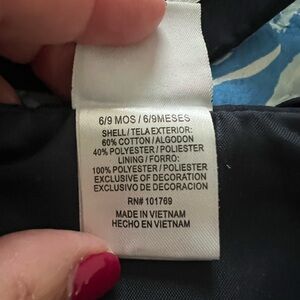 6/9 MOS / 6/9MESES
SHELL / TELA EXTERIOR:
60% COTTON / ALGODON
40% POLYESTER / POLIESTER
LINING / FORRO:
100% POLYESTER / POLIESTER
EXCLUSIVE OF DECORATION
EXCLUSIVO DE DECORACION
RN# 101769
MADE IN VIETNAM
HECHO EN VIETNAM